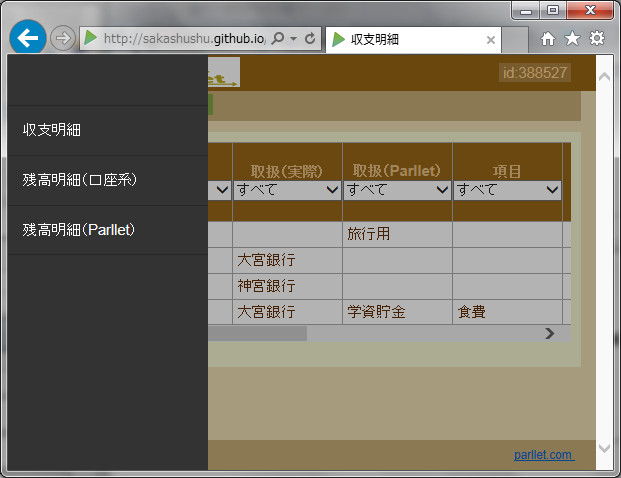 http://sakashushu.github.io
収支明細
id:388527
収支明細
残高明細(口座系)
残高明細(Parllet)
取扱(実際) 取扱(Parllet) 項目
すべて すべて すべて
旅行用
大宮銀行
神宮銀行
大宮銀行 学資貯金 食費
parllet.com